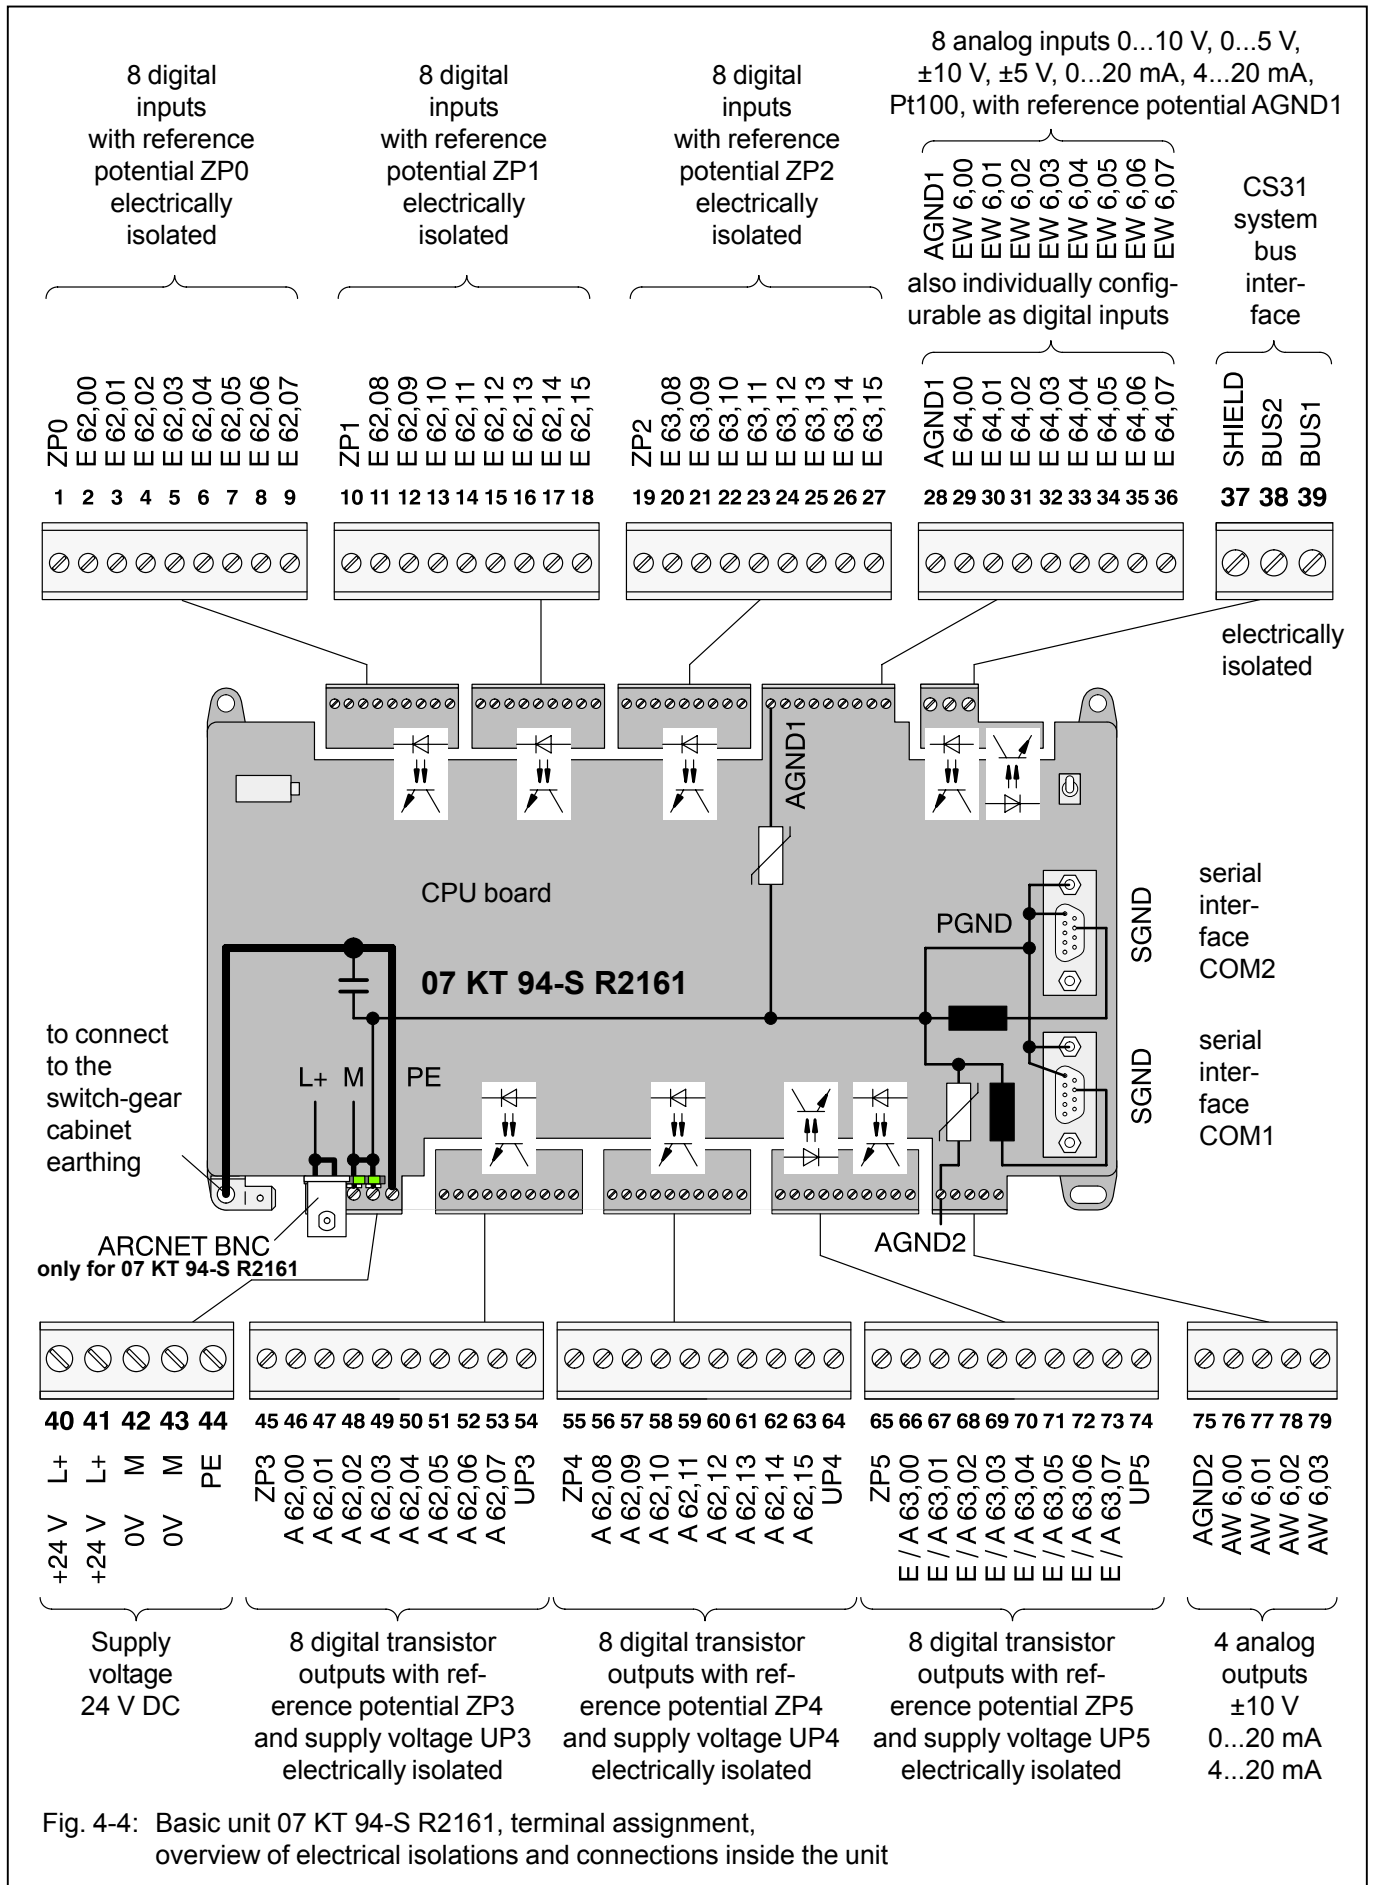 8 digital
inputs
with reference
potential ZP0
electrically
isolated
8 digital
inputs
with reference
potential ZP1
electrically
isolated
8 digital
inputs
with reference
potential ZP2
electrically
isolated
8 analog inputs 0...10 V, 0...5 V,
±10 V, ±5 V, 0...20 mA, 4...20 mA,
Pt100, with reference potential AGND1
AGND1
EW 6,00
EW 6,01
EW 6,02
EW 6,03
EW 6,04
EW 6,05
EW 6,06
EW 6,07
also individually config-
urable as digital inputs
CS31
system
bus
inter-
face
ZP0
E 62,00
E 62,01
E 62,02
E 62,03
E 62,04
E 62,05
E 62,06
E 62,07
ZP1
E 62,08
E 62,09
E 62,10
E 62,11
E 62,12
E 62,13
E 62,14
E 62,15
ZP2
E 63,08
E 63,09
E 63,10
E 63,11
E 63,12
E 63,13
E 63,14
E 63,15
AGND1
E 64,00
E 64,01
E 64,02
E 64,03
E 64,04
E 64,05
E 64,06
E 64,07
SHIELD
BUS2
BUS1
1 2 3 4 5 6 7 8 9
10 11 12 13 14 15 16 17 18
19 20 21 22 23 24 25 26 27
28 29 30 31 32 33 34 35 36
37 38 39
electrically
isolated
AGND1
CPU board
07 KT 94-S R2161
PGND
SGND
serial
inter-
face
COM2
SGND
serial
inter-
face
COM1
to connect
to the
switch-gear
cabinet
earthing
L+ M PE
ARCNET BNC
only for 07 KT 94-S R2161
AGND2
40 41 42 43 44
45 46 47 48 49 50 51 52 53 54
55 56 57 58 59 60 61 62 63 64
65 66 67 68 69 70 71 72 73 74
75 76 77 78 79
+24 V L+
+24 V L+
0V M
0V M
PE
ZP3
A 62,00
A 62,01
A 62,02
A 62,03
A 62,04
A 62,05
A 62,06
A 62,07
UP3
ZP4
A 62,08
A 62,09
A 62,10
A 62,11
A 62,12
A 62,13
A 62,14
A 62,15
UP4
ZP5
E / A 63,00
E / A 63,01
E / A 63,02
E / A 63,03
E / A 63,04
E / A 63,05
E / A 63,06
E / A 63,07
UP5
AGND2
AW 6,00
AW 6,01
AW 6,02
AW 6,03
Supply
voltage
24 V DC
8 digital transistor
outputs with ref-
erence potential ZP3
and supply voltage UP3
electrically isolated
8 digital transistor
outputs with ref-
erence potential ZP4
and supply voltage UP4
electrically isolated
8 digital transistor
outputs with ref-
erence potential ZP5
and supply voltage UP5
electrically isolated
4 analog
outputs
±10 V
0...20 mA
4...20 mA
Fig. 4-4: Basic unit 07 KT 94-S R2161, terminal assignment,
overview of electrical isolations and connections inside the unit